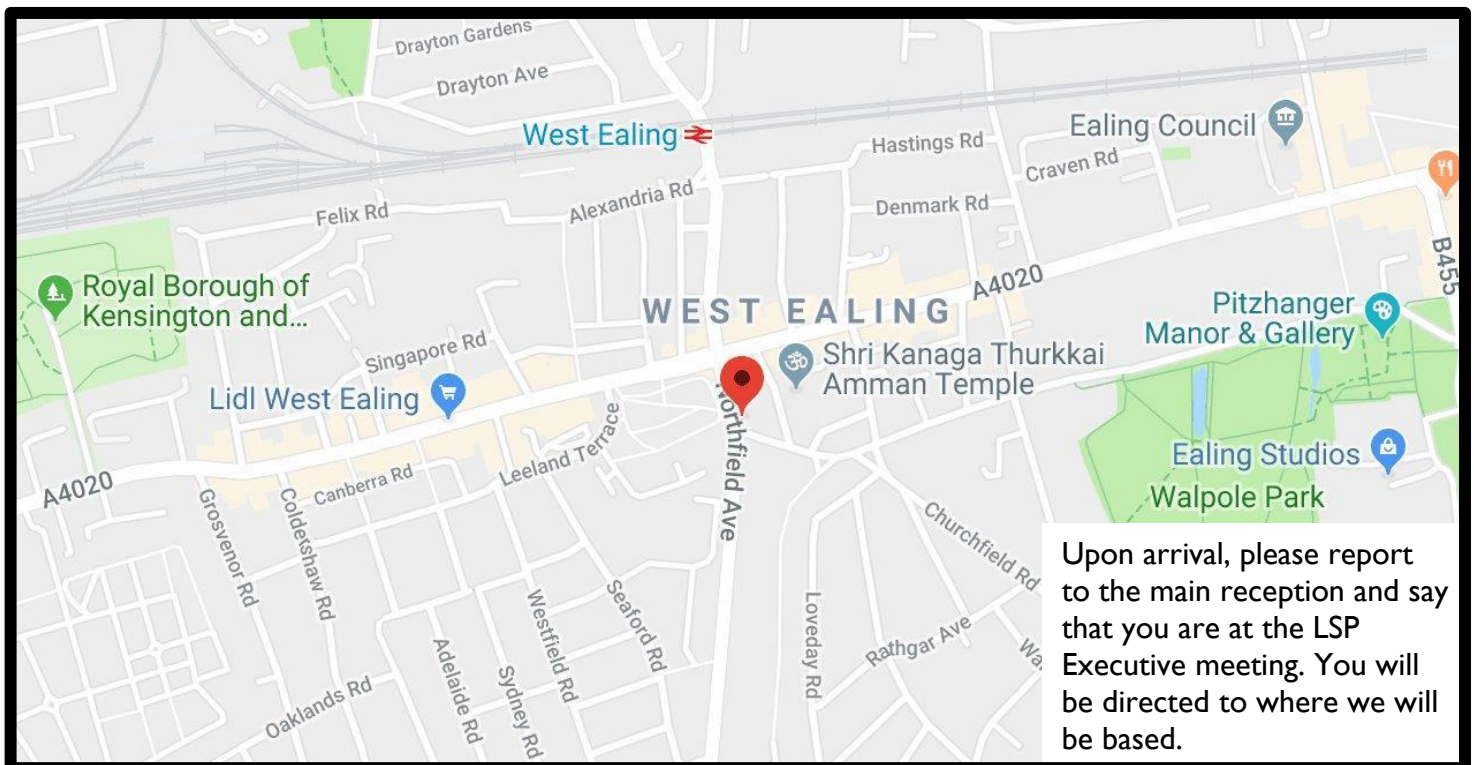 Drayton Gardens
Drayton Ave
West Ealing
Ealing Council
Hastings Rd
Craven Rd
Alexandria Rd
Felix Rd
Denmark Rd
B455
Royal Borough of
Kensington and...
A4020
WEST EALING
Pitzhanger
Manor & Gallery
Singapore Rd
Shri Kanaga Thurkkai
Amman Temple
Lidl West Ealing
Northfield Ave
Leeland Terrace
Ealing Studios
A4020
Canberra Rd
Walpole Park
Grosvenor Rd
Coldershaw Rd
Churchfield Rd
Westfield Rd
Seaford Rd
Loveday Rd
Rathgar Ave
Wa
Adelaide Rd
Sydney Rd
Oaklands Rd
Upon arrival, please report
to the main reception and say
that you are at the LSP
Executive meeting. You will
be directed to where we will
be based.